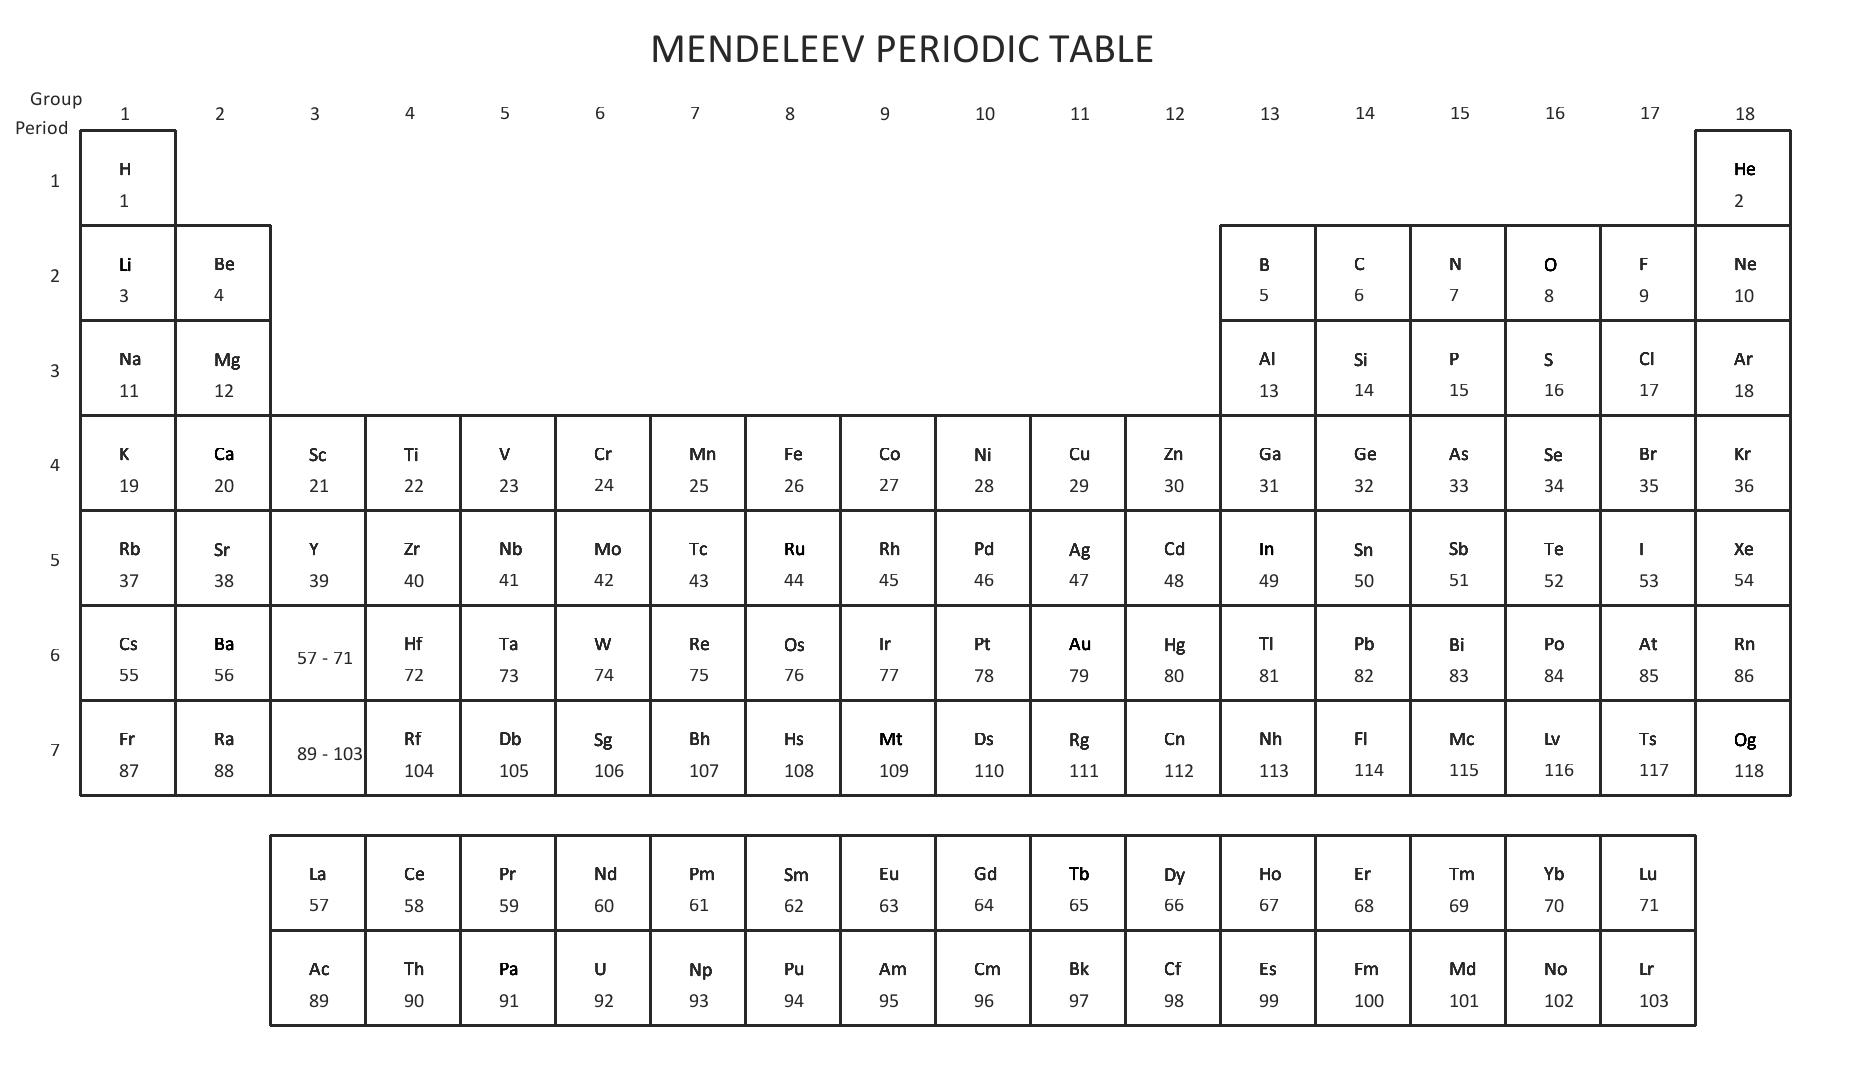 MENDELEEV PERIODIC TABLE
Group 1 2 3 4 5 6 7 8 9 10 11 12 13 14 15 16 17 18
Period
1
H He
1 2
2
Li Be B C N O F Ne
3 4 5 6 7 8 9 10
3
Na Mg Al Si P S Cl Ar
11 12 13 14 15 16 17 18
4
K Ca Sc Ti V Cr Mn Fe Co Ni Cu Zn Ga Ge As Se Br Kr
19 20 21 22 23 24 25 26 27 28 29 30 31 32 33 34 35 36
5
Rb Sr Y Zr Nb Mo Tc Ru Rh Pd Ag Cd In Sn Sb Te I Xe
37 38 39 40 41 42 43 44 45 46 47 48 49 50 51 52 53 54
6
Cs Ba 57 - 71 Hf Ta W Re Os Ir Pt Au Hg Tl Pb Bi Po At Rn
55 56 72 73 74 75 76 77 78 79 80 81 82 83 84 85 86
7
Fr Ra 89 - 103 Rf Db Sg Bh Hs Mt Ds Rg Cn Nh Fl Mc Lv Ts Og
87 88 104 105 106 107 108 109 110 111 112 113 114 115 116 117 118
La Ce Pr Nd Pm Sm Eu Gd Tb Dy Ho Er Tm Yb Lu
57 58 59 60 61 62 63 64 65 66 67 68 69 70 71
Ac Th Pa U Np Pu Am Cm Bk Cf Es Fm Md No Lr
89 90 91 92 93 94 95 96 97 98 99 100 101 102 103